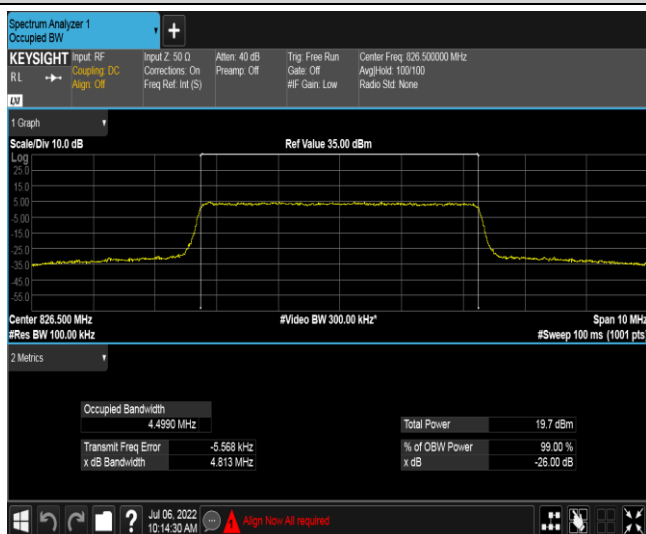 Spectrum Analyzer 1
Occupied BW
+
KEYSIGHT Input: RF Input Z: 50 Ω Atten: 40 dB Trig: Free Run Center Freq: 826.500000 MHz
RL Coupling: DC Corrections: On Preamp: Off Gate: Off Avg|Hold: 100/100
Align: Off Freq Ref: Int (S) #IF Gain: Low Radio Std: None
LXI
1 Graph
Scale/Div 10.0 dB Ref Value 35.00 dBm
Log
25.0
15.0
5.00
-5.00
-15.0
-25.0
-35.0
-45.0
-55.0
Center 826.500 MHz #Video BW 300.00 kHz* Span 10 MHz
#Res BW 100.00 kHz #Sweep 100 ms (1001 pts)
2 Metrics
Occupied Bandwidth
4.4990 MHz Total Power 19.7 dBm
Transmit Freq Error -5.568 kHz % of OBW Power 99.00 %
x dB Bandwidth 4.813 MHz x dB -26.00 dB
? Jul 06, 2022
10:14:30 AM Align Now All required